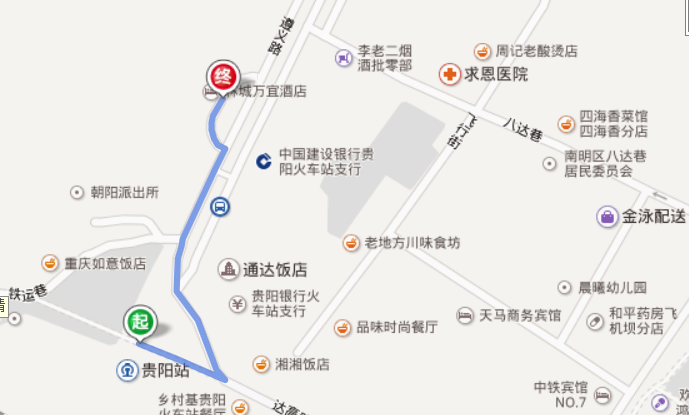 遵义路
李老二烟
酒批零部
周记老酸烫店
求恩医院
终
林城万宜酒店
八达巷
飞行街
四海香菜馆
四海香分店
中国建设银行贵
阳火车站支行
南明区八达巷
居民委员会
朝阳派出所
金泳配送
老地方川味食坊
重庆如意饭店
通达饭店
铁运巷
贵阳银行火
车站支行
晨曦幼儿园
起
天马商务宾馆
和平药房飞
机坝分店
品味时尚餐厅
贵阳站
湘湘饭店
中铁宾馆
NO.7
乡村基贵阳
火车站餐厅
达高
欢